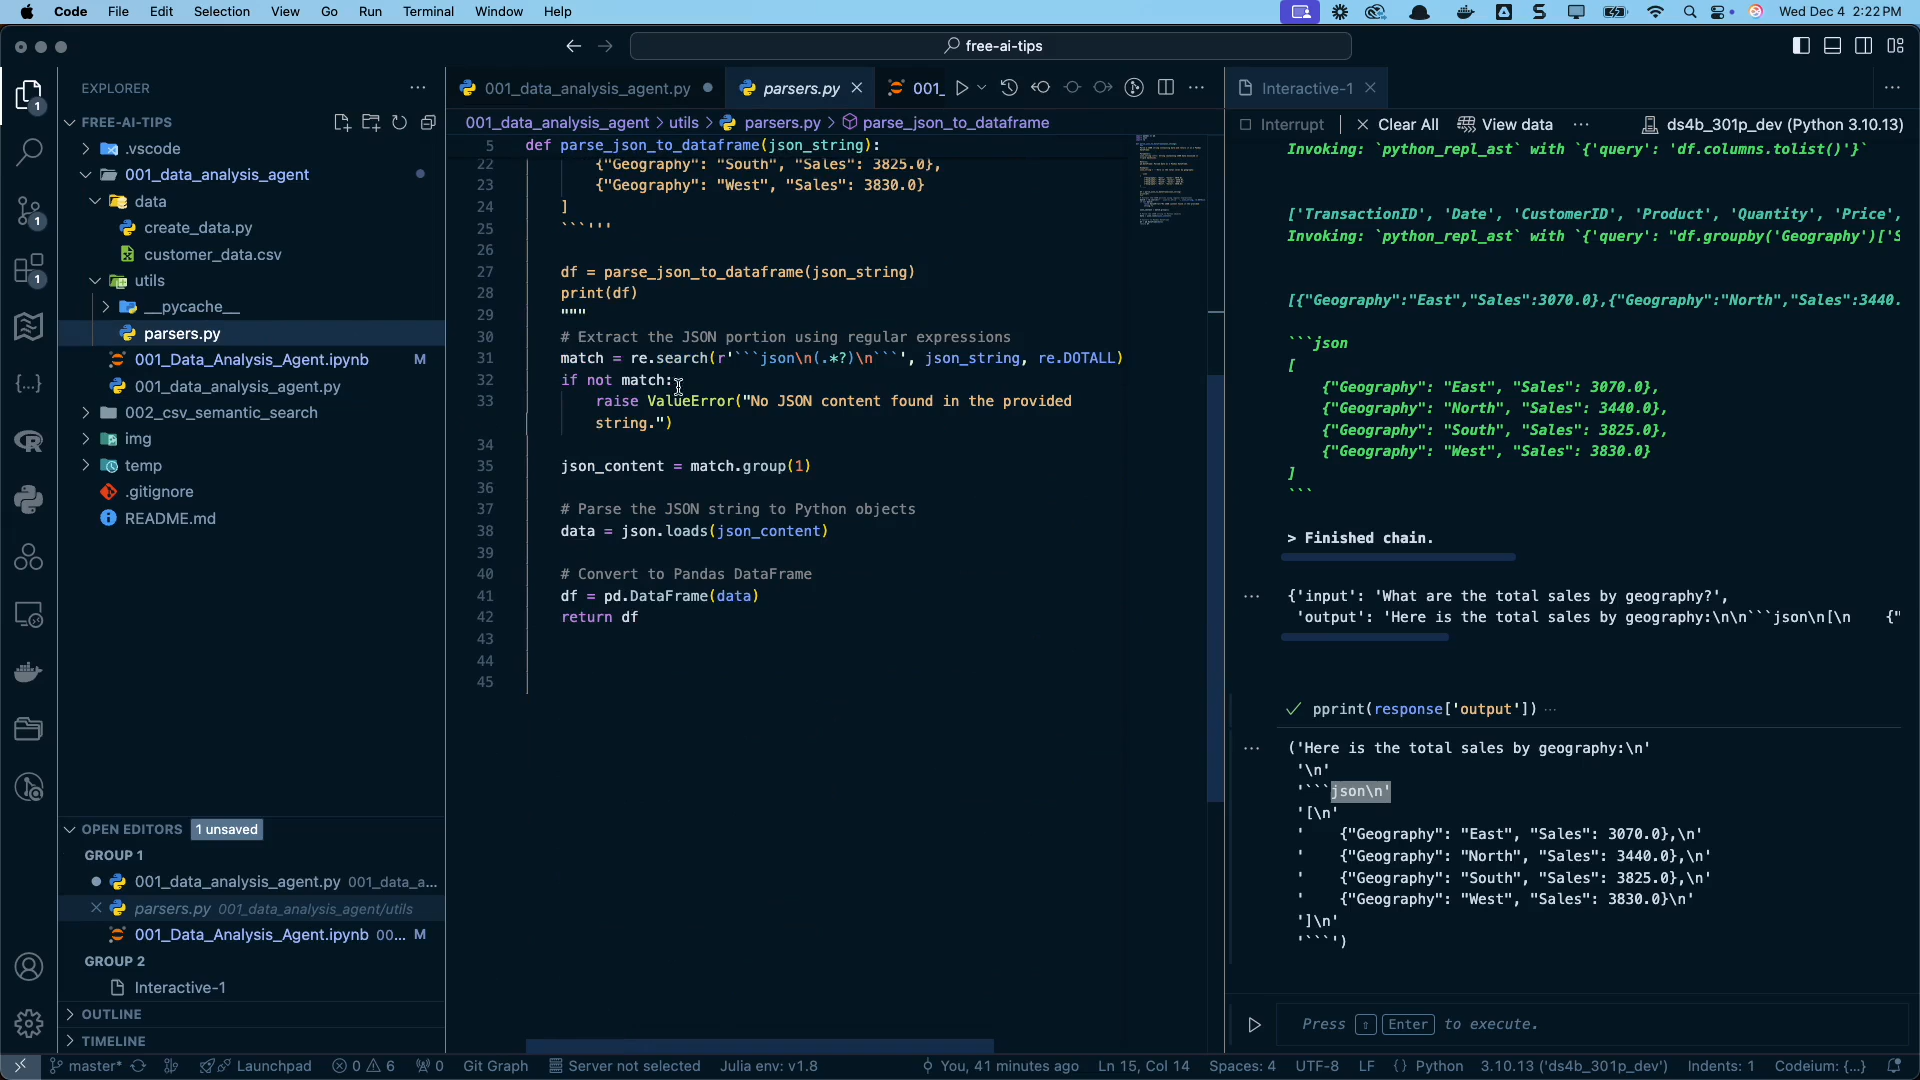 Code File Edit Selection View Go Run Terminal Window Help
Wed Dec 4 2:22 PM
free-ai-tips
EXPLORER
FREE-AI-TIPS
.vscode
001_data_analysis_agent
data
create_data.py
customer_data.csv
utils
__pycache__
parsers.py
001_Data_Analysis_Agent.ipynb M
001_data_analysis_agent.py
002_csv_semantic_search
img
temp
.gitignore
README.md
OPEN EDITORS 1 unsaved
GROUP 1
001_data_analysis_agent.py 001_data_a...
parsers.py 001_data_analysis_agent/utils
001_Data_Analysis_Agent.ipynb 00... M
GROUP 2
Interactive-1
OUTLINE
TIMELINE
001_data_analysis_agent.py
parsers.py
001_
001_data_analysis_agent > utils > parsers.py > parse_json_to_dataframe
5 def parse_json_to_dataframe(json_string):
22 {"Geography": "South", "Sales": 3825.0},
23 {"Geography": "West", "Sales": 3830.0}
24 ]
25 ```'''
26
27 df = parse_json_to_dataframe(json_string)
28 print(df)
29 """
30 # Extract the JSON portion using regular expressions
31 match = re.search(r'```json\n(.*?)\n```', json_string, re.DOTALL)
32 if not match:
33 raise ValueError("No JSON content found in the provided
string.")
34
35 json_content = match.group(1)
36
37 # Parse the JSON string to Python objects
38 data = json.loads(json_content)
39
40 # Convert to Pandas DataFrame
41 df = pd.DataFrame(data)
42 return df
43
44
45
Interactive-1
Interrupt Clear All View data ds4b_301p_dev (Python 3.10.13)
Invoking: `python_repl_ast` with `{'query': 'df.columns.tolist()'}`
['TransactionID', 'Date', 'CustomerID', 'Product', 'Quantity', 'Price',
Invoking: `python_repl_ast` with `{'query': "df.groupby('Geography')['S
[{"Geography":"East","Sales":3070.0},{"Geography":"North","Sales":3440.
```json
[
{"Geography": "East", "Sales": 3070.0},
{"Geography": "North", "Sales": 3440.0},
{"Geography": "South", "Sales": 3825.0},
{"Geography": "West", "Sales": 3830.0}
]
```
> Finished chain.
{'input': 'What are the total sales by geography?',
'output': 'Here is the total sales by geography:\n\n```json\n[\n {"
pprint(response['output']) ...
('Here is the total sales by geography:\n'
'\n'
'```json\n'
'[\n'
' {"Geography": "East", "Sales": 3070.0},\n'
' {"Geography": "North", "Sales": 3440.0},\n'
' {"Geography": "South", "Sales": 3825.0},\n'
' {"Geography": "West", "Sales": 3830.0}\n'
']\n'
'```')
Press ⇧ Enter to execute.
master* Launchpad 0 6 0 Git Graph Server not selected Julia env: v1.8 You, 41 minutes ago Ln 15, Col 14 Spaces: 4 UTF-8 LF {} Python 3.10.13 ('ds4b_301p_dev') Indents: 1 Codeium: {...}